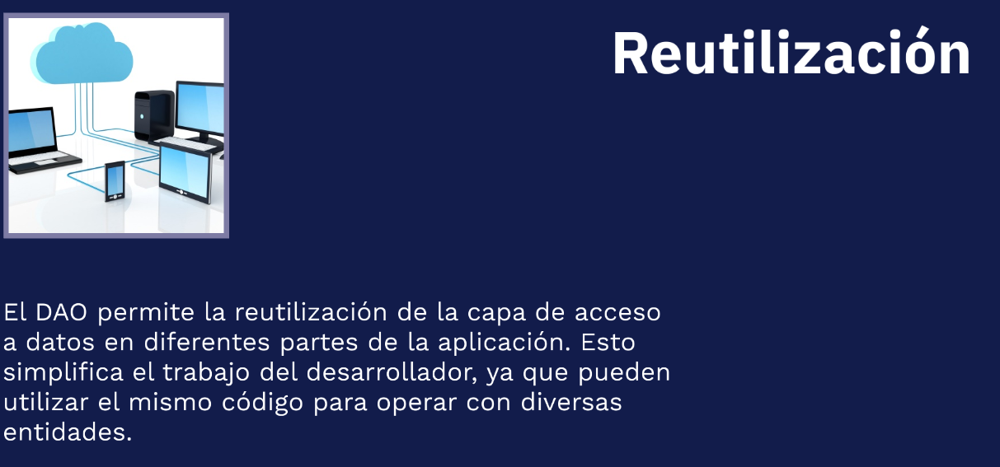 Reutilización
El DAO permite la reutilización de la capa de acceso
a datos en diferentes partes de la aplicación. Esto
simplifica el trabajo del desarrollador, ya que pueden
utilizar el mismo código para operar con diversas
entidades.